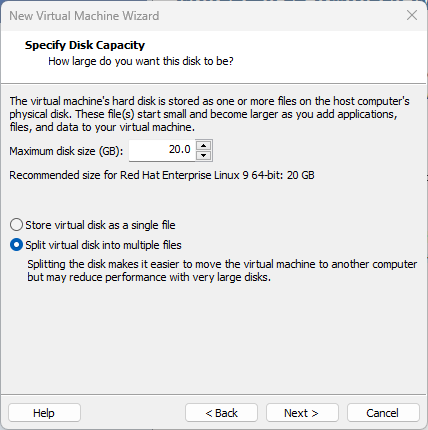 New Virtual Machine Wizard
Specify Disk Capacity
How large do you want this disk to be?
The virtual machine's hard disk is stored as one or more files on the host computer's
physical disk. These file(s) start small and become larger as you add applications,
files, and data to your virtual machine.
Maximum disk size (GB): 20.0
Recommended size for Red Hat Enterprise Linux 9 64-bit: 20 GB
Store virtual disk as a single file
Split virtual disk into multiple files
Splitting the disk makes it easier to move the virtual machine to another computer
but may reduce performance with very large disks.
Help < Back Next > Cancel